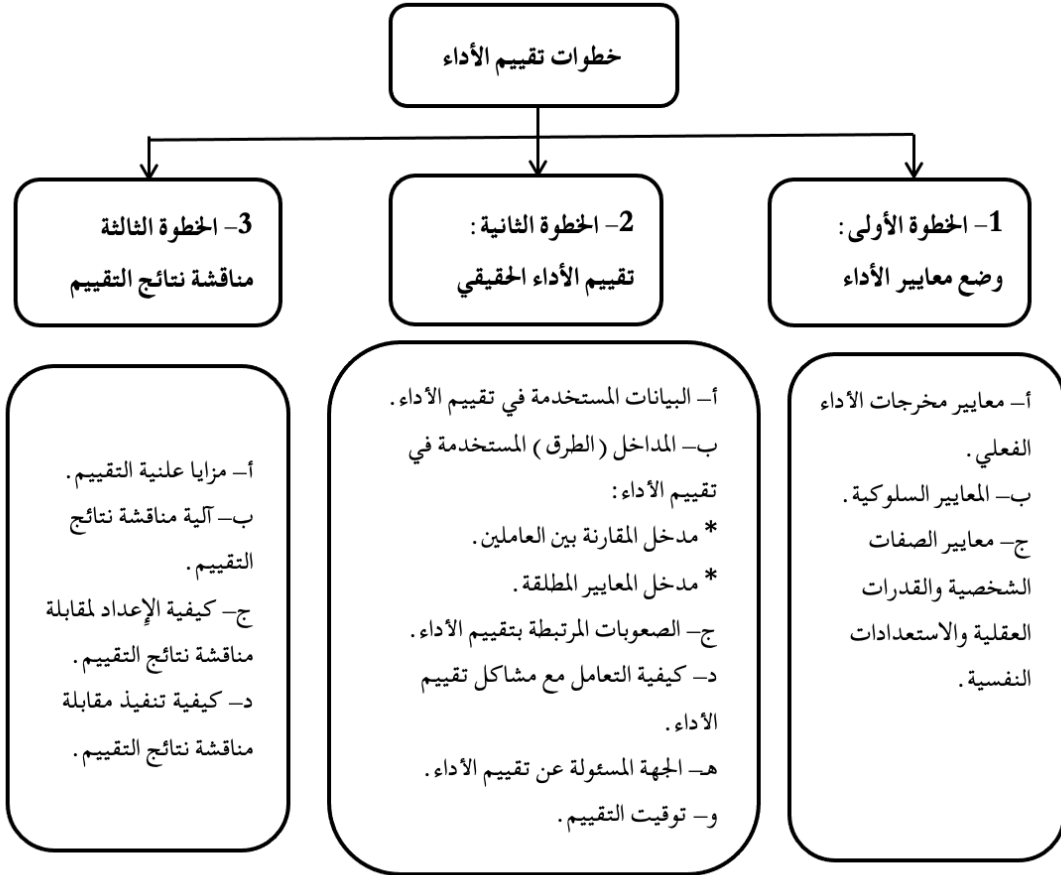 خطوات تقييم الأداء
1– الخطوة الأولى:
وضع معايير الأداء
2– الخطوة الثانية:
تقييم الأداء الحقيقي
3– الخطوة الثالثة
مناقشة نتائج التقييم
أ– معايير مخرجات الأداء
الفعلي.
ب– المعايير السلوكية.
ج– معايير الصفات
الشخصية والقدرات
العقلية والاستعدادات
النفسية.
أ– البيانات المستخدمة في تقييم الأداء.
ب– المداخل (الطرق) المستخدمة في
تقييم الأداء:
* مدخل المقارنة بين العاملين.
* مدخل المعايير المطلقة.
ج– الصعوبات المرتبطة بتقييم الأداء.
د– كيفية التعامل مع مشاكل تقييم
الأداء.
هـ– الجهة المسئولة عن تقييم الأداء.
و– توقيت التقييم.
أ– مزايا علنية التقييم.
ب– آلية مناقشة نتائج
التقييم.
ج– كيفية الإعداد لمقابلة
مناقشة نتائج التقييم.
د– كيفية تنفيذ مقابلة
مناقشة نتائج التقييم.